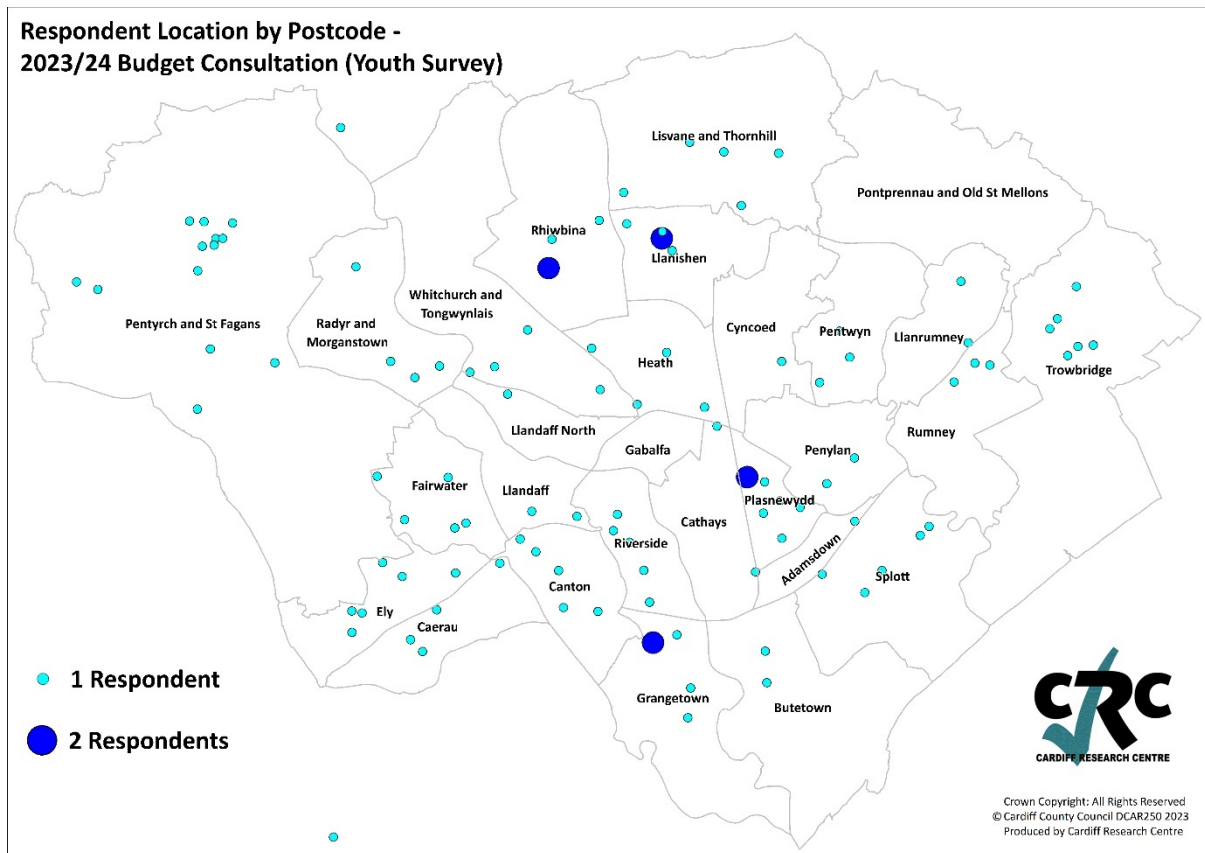 Respondent Location by Postcode -
2023/24 Budget Consultation (Youth Survey)
Lisvane and Thornhill
Pontprennau and Old St Mellons
Rhiwbina
Llanishen
Whitchurch and
Tongwynlais
Pentyrch and St Fagans
Radyr and
Morganstown
Cyncoed
Pentwyn
Llanrumney
Heath
Trowbridge
Llandaff North
Gabalfa
Penylan
Rumney
Fairwater
Llandaff
Plasnewydd
Cathays
Riverside
Adamsdown
Splott
Canton
Ely
Caerau
Grangetown
Butetown
1 Respondent
2 Respondents
CRC
CARDIFF RESEARCH CENTRE
Crown Copyright: All Rights Reserved
© Cardiff County Council DCAR250 2023
Produced by Cardiff Research Centre